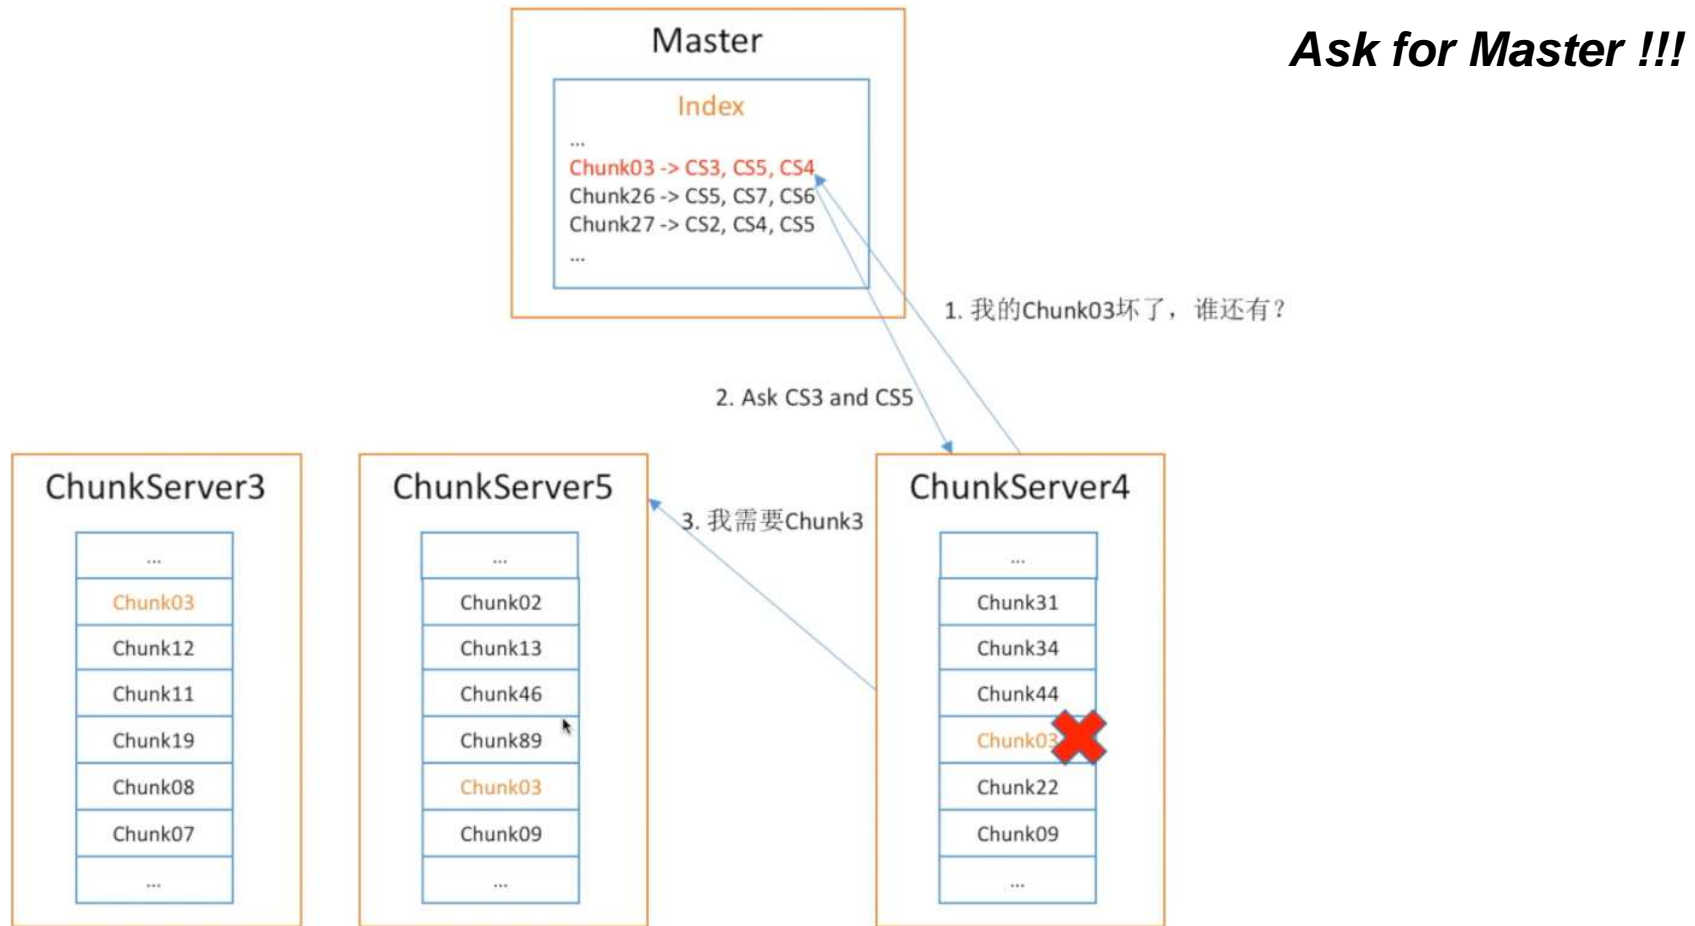 Ask for Master !!!
Master
Index
...
Chunk03 -> CS3, CS5, CS4
Chunk26 -> CS5, CS7, CS6
Chunk27 -> CS2, CS4, CS5
...
1. 我的Chunk03坏了，谁还有？
2. Ask CS3 and CS5
3. 我需要Chunk3
ChunkServer3
...
Chunk03
Chunk12
Chunk11
Chunk19
Chunk08
Chunk07
...
ChunkServer5
...
Chunk02
Chunk13
Chunk46
Chunk89
Chunk03
Chunk09
...
ChunkServer4
...
Chunk31
Chunk34
Chunk44
Chunk03
Chunk22
Chunk09
...